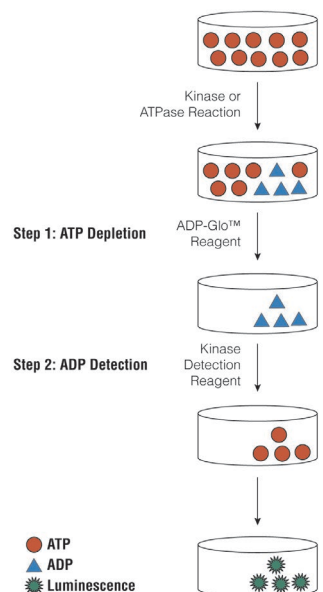 Kinase or
ATPase Reaction
Step 1: ATP Depletion
ADP-Glo™
Reagent
Step 2: ADP Detection
Kinase
Detection
Reagent
ATP
ADP
Luminescence